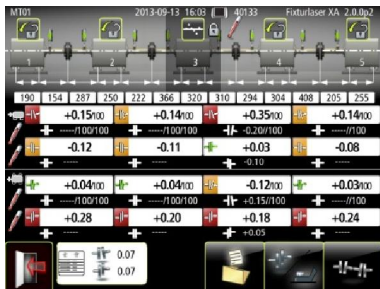 MT01 2013-09-13 16:03 40133 Fixturlaser XA 2.0.0p2
1 2 3 4 5
190 154 287 250 222 366 320 310 294 304 408 205 255
+0.15/100 +0.14/100 +0.35/100 +0.14/100
-----/100/100 -----/100/100 -0.20//100 -----//100
-0.12 -0.11 +0.03 -0.08
----- ----- -0.10 -----
+0.04/100 +0.04/100 -0.12/100 +0.03/100
-----/100/100 -----/100/100 +0.15//100 -----//100
+0.28 +0.20 +0.18 +0.24
----- ----- +0.05 -----
0.07
0.07